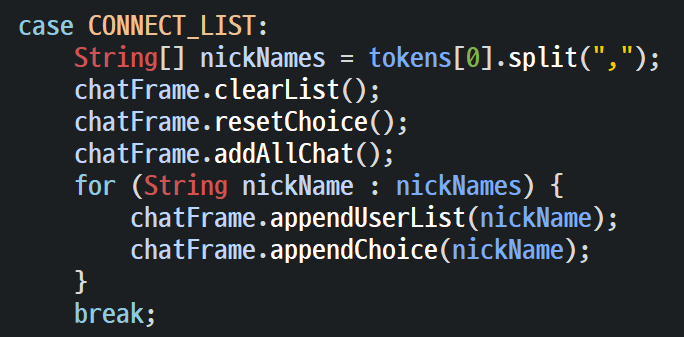 case CONNECT_LIST:
    String[] nickNames = tokens[0].split(",");
    chatFrame.clearList();
    chatFrame.resetChoice();
    chatFrame.addAllChat();
    for (String nickName : nickNames) {
        chatFrame.appendUserList(nickName);
        chatFrame.appendChoice(nickName);
    }
    break;